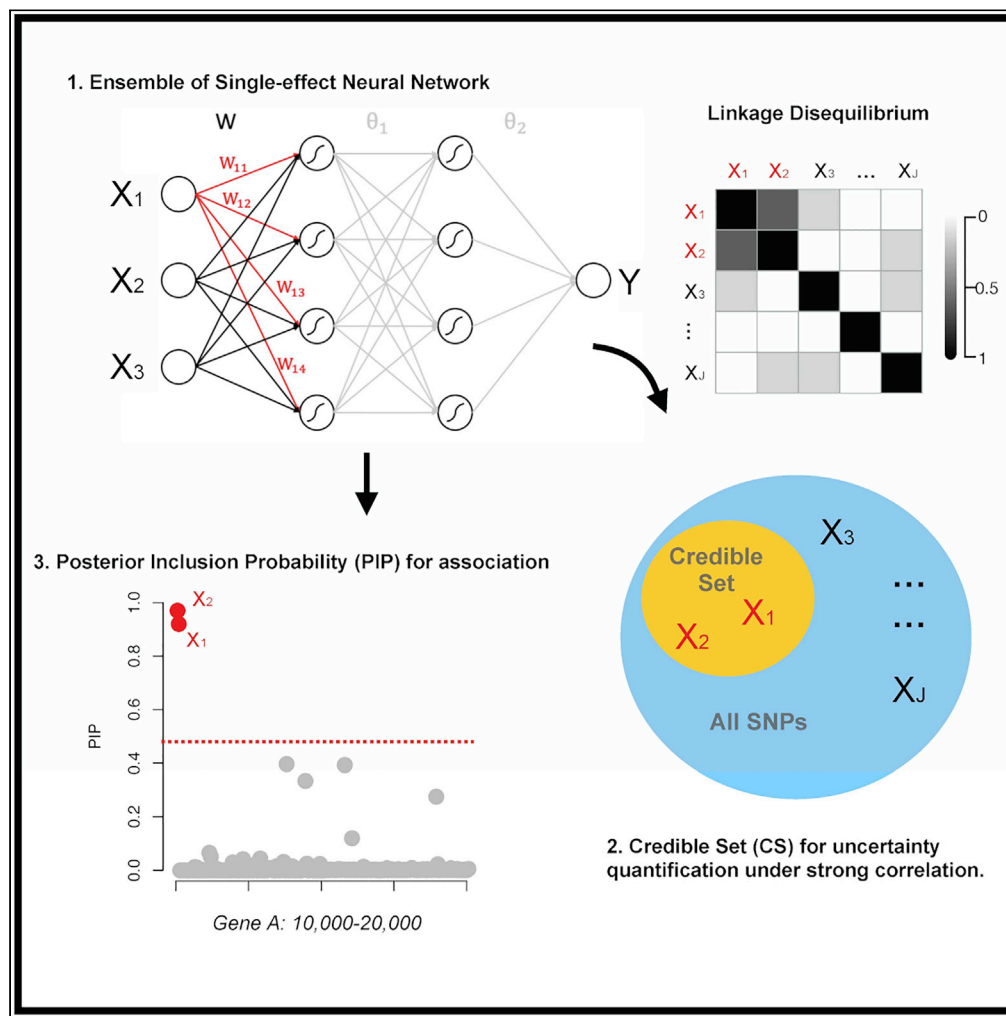 1. Ensemble of Single-effect Neural Network
W θ1 θ2
W11
W12
W13
W14
X1
X2
X3
Y
Linkage Disequilibrium
X1 X2 X3 ... XJ
X1
X2
X3
⋮
XJ
0
0.5
1
3. Posterior Inclusion Probability (PIP) for association
PIP
1.0
0.8
0.6
0.4
0.2
0.0
X2
X1
Gene A: 10,000-20,000
Credible
Set
X1
X2
X3
...
...
XJ
All SNPs
2. Credible Set (CS) for uncertainty
quantification under strong correlation.